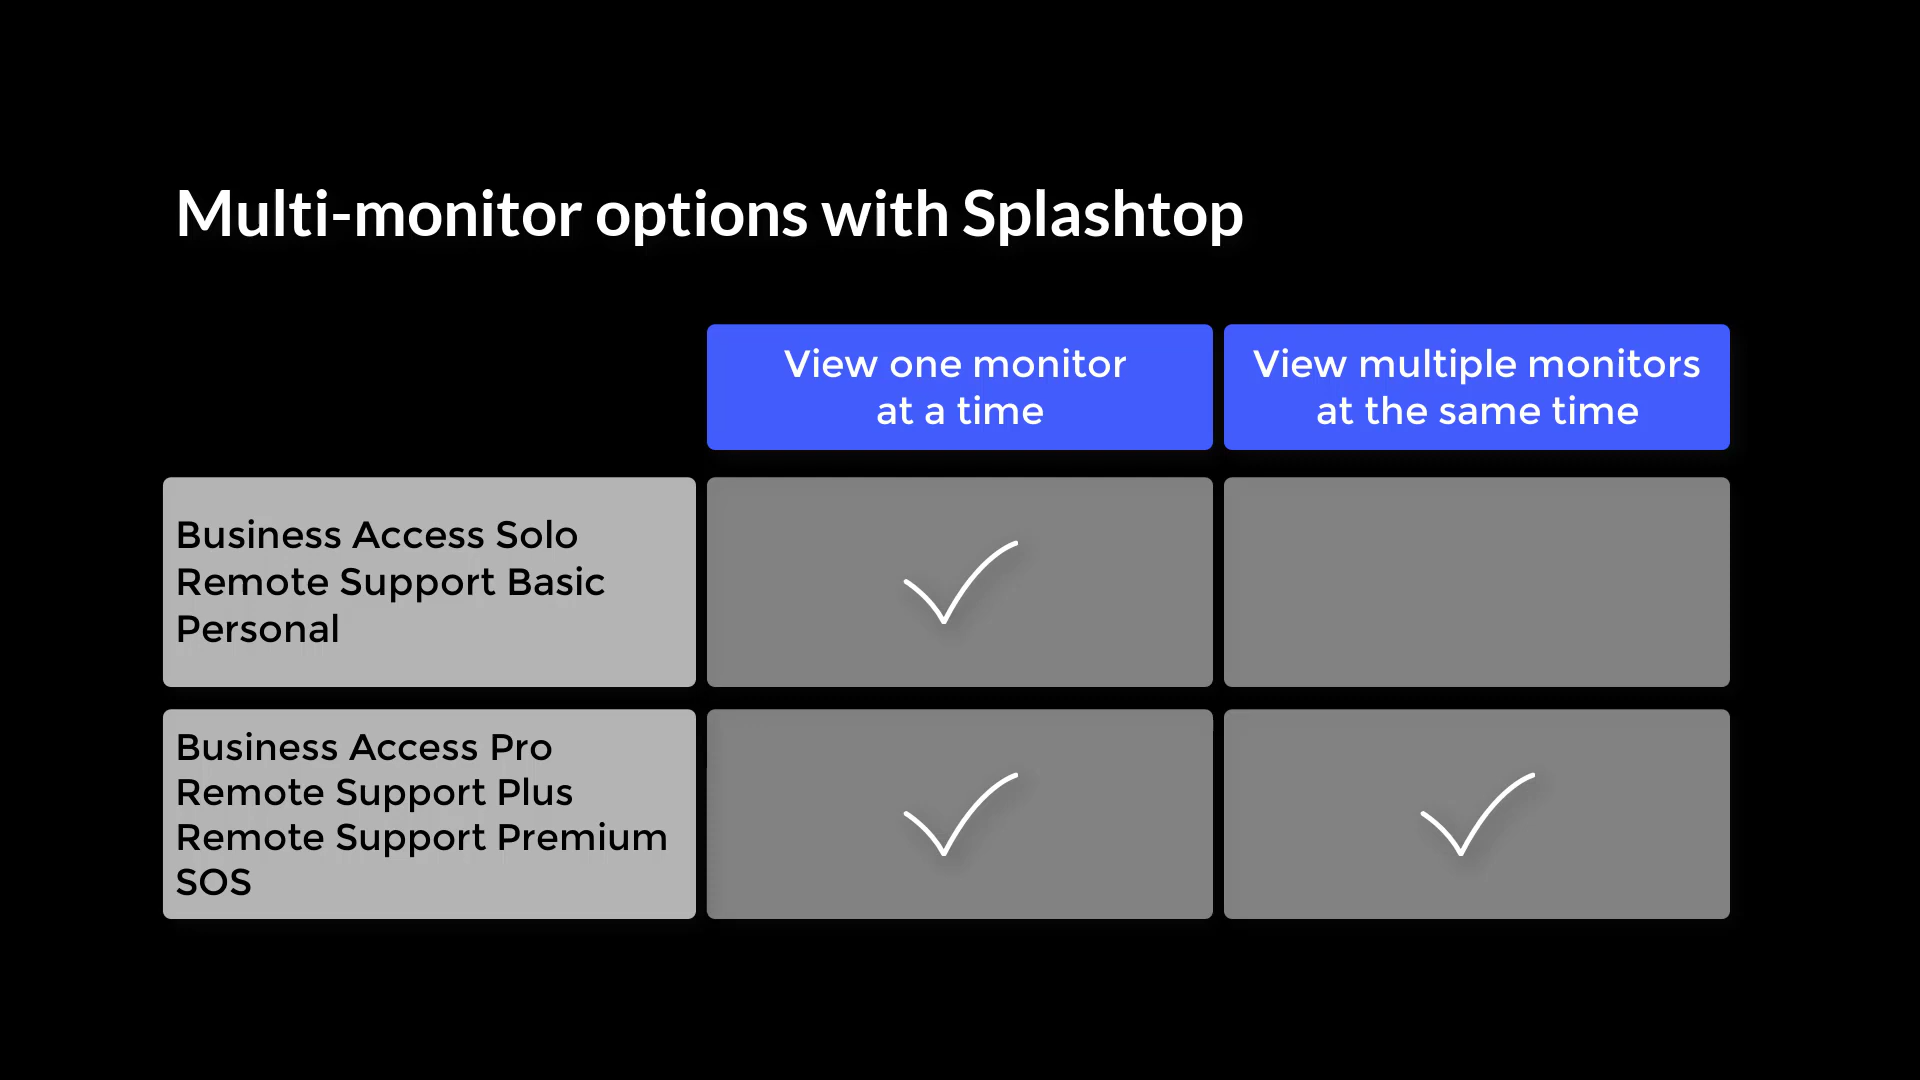 Multi-monitor options with Splashtop
View one monitor
at a time
View multiple monitors
at the same time
Business Access Solo
Remote Support Basic
Personal
Business Access Pro
Remote Support Plus
Remote Support Premium
SOS